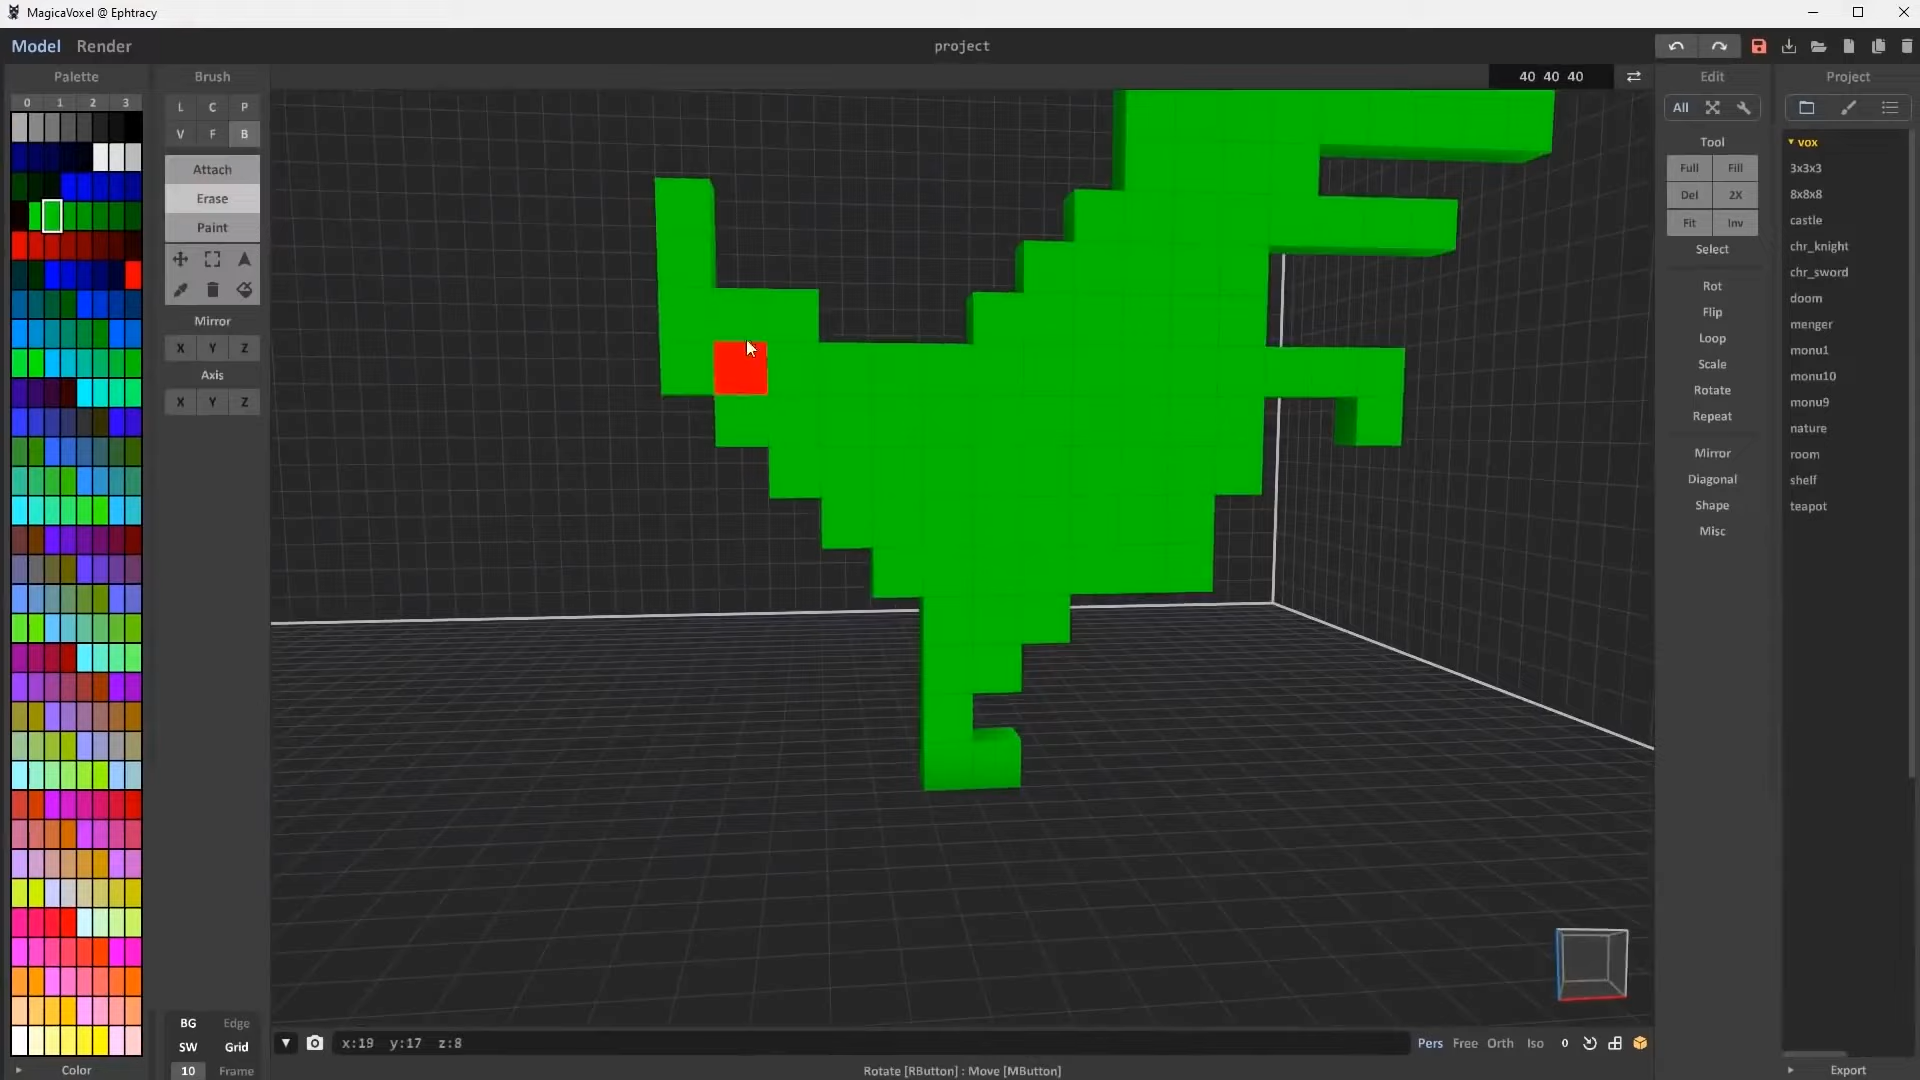 MagicaVoxel @ Ephtracy
Model Render
project
Palette
0 1 2 3
Brush
L C P
V F B
Attach
Erase
Paint
Mirror
X Y Z
Axis
X Y Z
BG Edge
SW Grid
10 Frame
Color
40 40 40
x:19 y:17 z:8
Pers Free Orth Iso 0
Rotate [RButton] : Move [MButton]
Edit
All
Tool
Full Fill
Del 2X
Fit Inv
Select
Rot
Flip
Loop
Scale
Rotate
Repeat
Mirror
Diagonal
Shape
Misc
Project
vox
3x3x3
8x8x8
castle
chr_knight
chr_sword
doom
menger
monu1
monu10
monu9
nature
room
shelf
teapot
Export